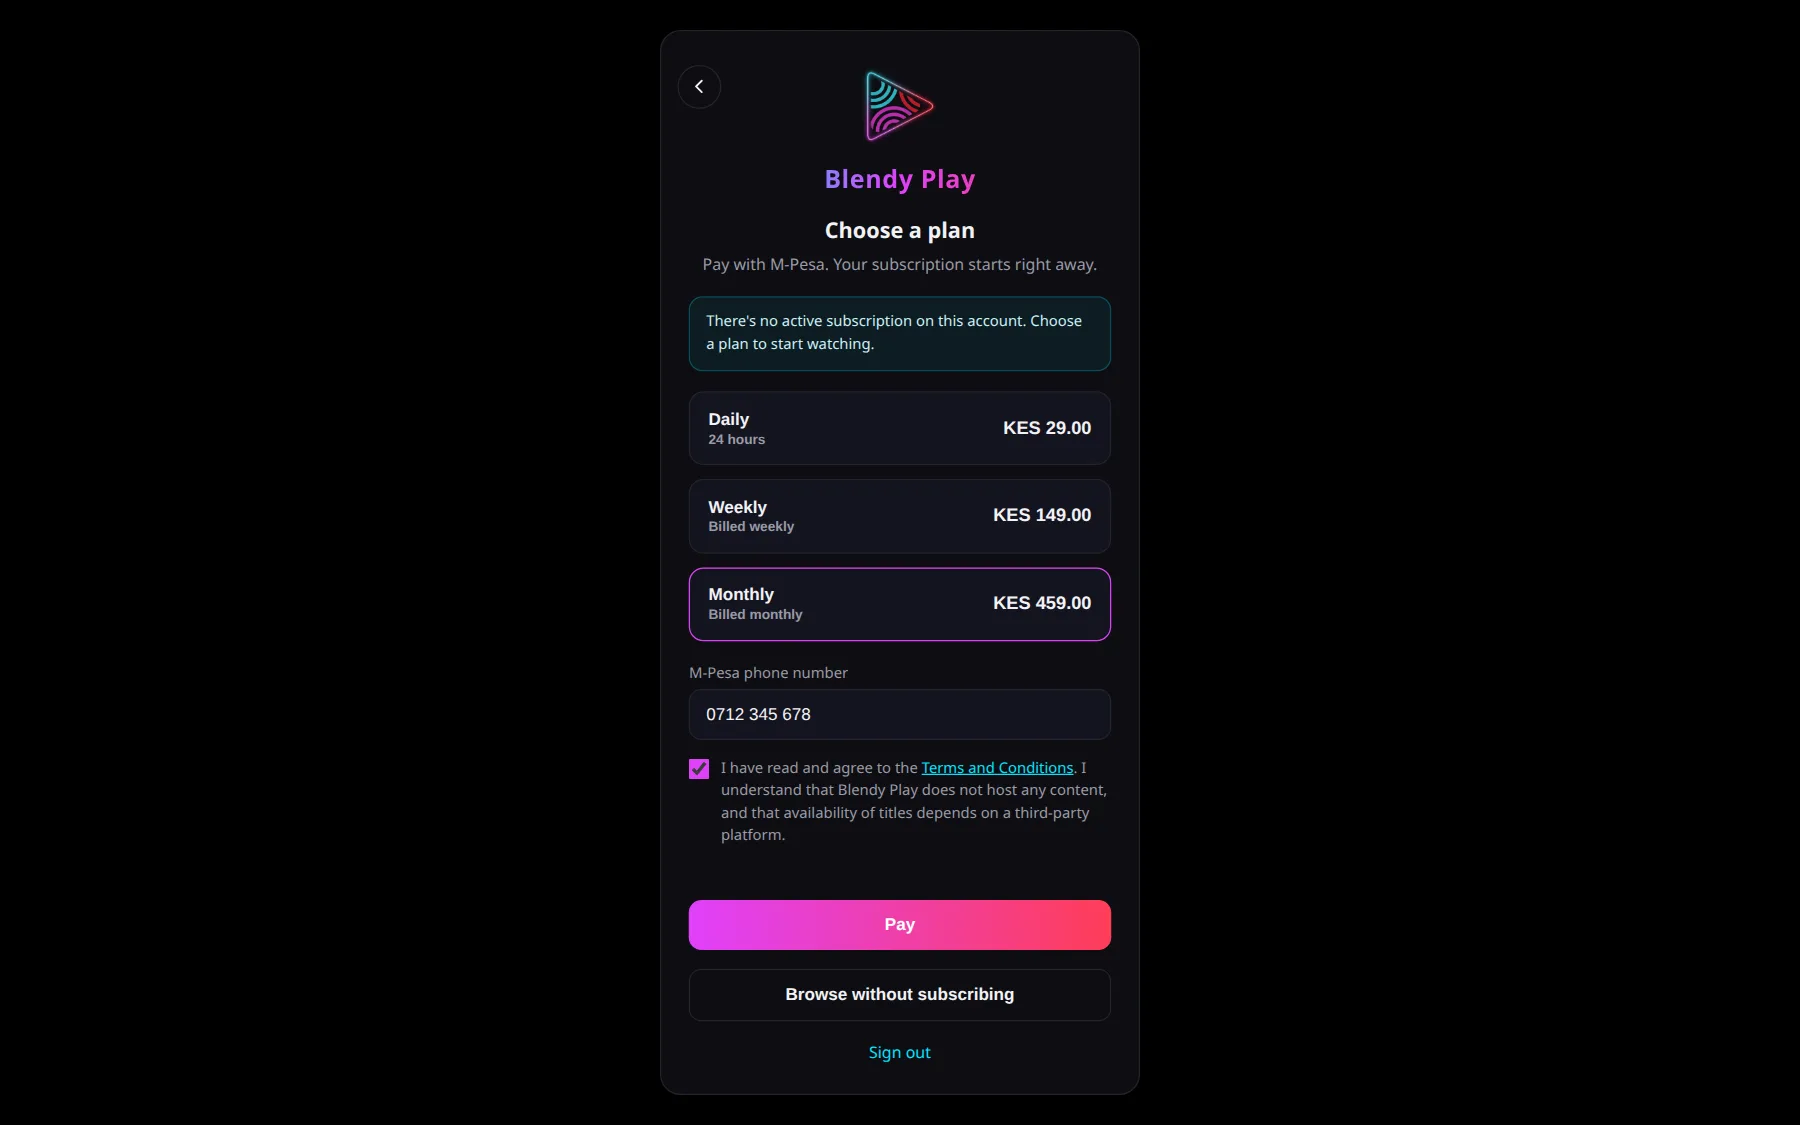 Blendy Play
Choose a plan
Pay with M-Pesa. Your subscription starts right away.
There's no active subscription on this account. Choose
a plan to start watching.
Daily
24 hours
KES 29.00
Weekly
Billed weekly
KES 149.00
Monthly
Billed monthly
KES 459.00
M-Pesa phone number
0712 345 678
I have read and agree to the Terms and Conditions. I
understand that Blendy Play does not host any content,
and that availability of titles depends on a third-party
platform.
Pay
Browse without subscribing
Sign out